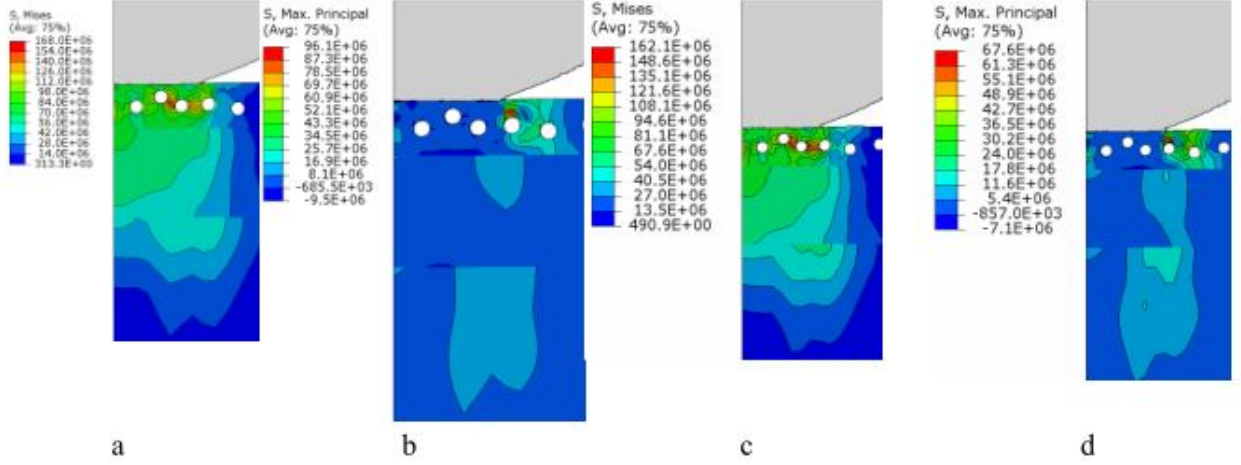 S, Mises
(Avg: 75%)
168.0E+06
154.0E+06
140.0E+06
126.0E+06
112.0E+06
98.0E+06
84.0E+06
70.0E+06
56.0E+06
42.0E+06
28.0E+06
14.0E+06
313.3E+00
S, Max. Principal
(Avg: 75%)
96.1E+06
87.3E+06
78.5E+06
69.7E+06
60.9E+06
52.1E+06
43.3E+06
34.5E+06
25.7E+06
16.9E+06
8.1E+06
-685.5E+03
-9.5E+06
S, Mises
(Avg: 75%)
162.1E+06
148.6E+06
135.1E+06
121.6E+06
108.1E+06
94.6E+06
81.1E+06
67.6E+06
54.0E+06
40.5E+06
27.0E+06
13.5E+06
490.9E+00
S, Max. Principal
(Avg: 75%)
67.6E+06
61.3E+06
55.1E+06
48.9E+06
42.7E+06
36.5E+06
30.2E+06
24.0E+06
17.8E+06
11.6E+06
5.4E+06
-857.0E+03
-7.1E+06
a
b
c
d